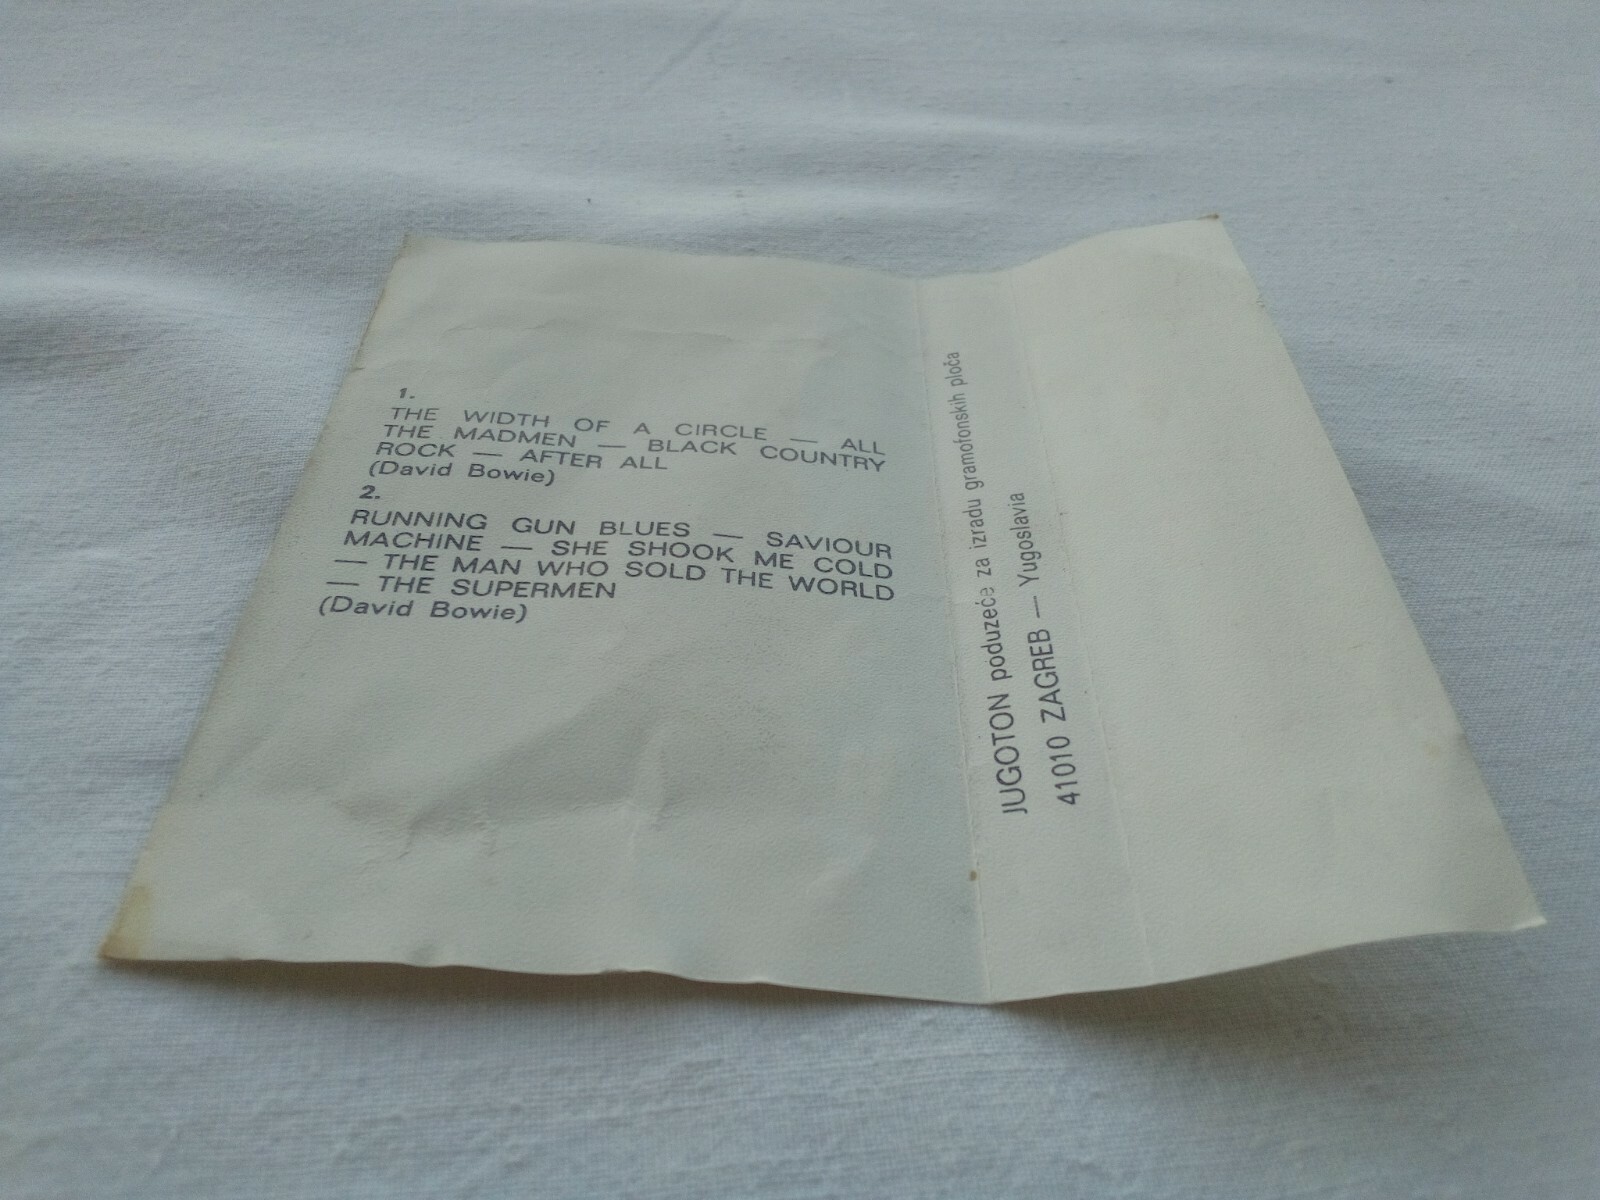 1.
THE WIDTH OF A CIRCLE — ALL
THE MADMEN — BLACK COUNTRY
ROCK — AFTER ALL
(David Bowie)
2.
RUNNING GUN BLUES — SAVIOUR
MACHINE — SHE SHOOK ME COLD
— THE MAN WHO SOLD THE WORLD
— THE SUPERMEN
(David Bowie)
JUGOTON poduzeće za izradu gramofonskih ploča
41010 ZAGREB — Yugoslavia